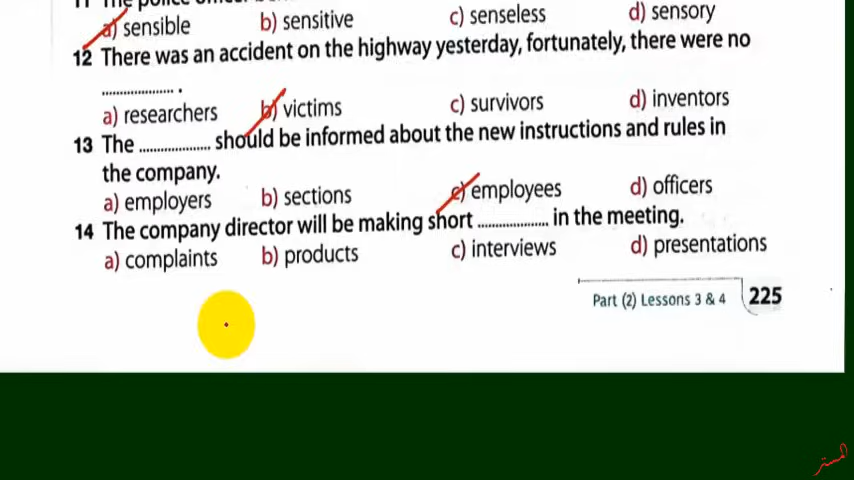 a) sensible b) sensitive c) senseless d) sensory
12 There was an accident on the highway yesterday, fortunately, there were no
..................... .
a) researchers b) victims c) survivors d) inventors
13 The ..................... should be informed about the new instructions and rules in
the company.
a) employers b) sections c) employees d) officers
14 The company director will be making short ..................... in the meeting.
a) complaints b) products c) interviews d) presentations
Part (2) Lessons 3 & 4 225